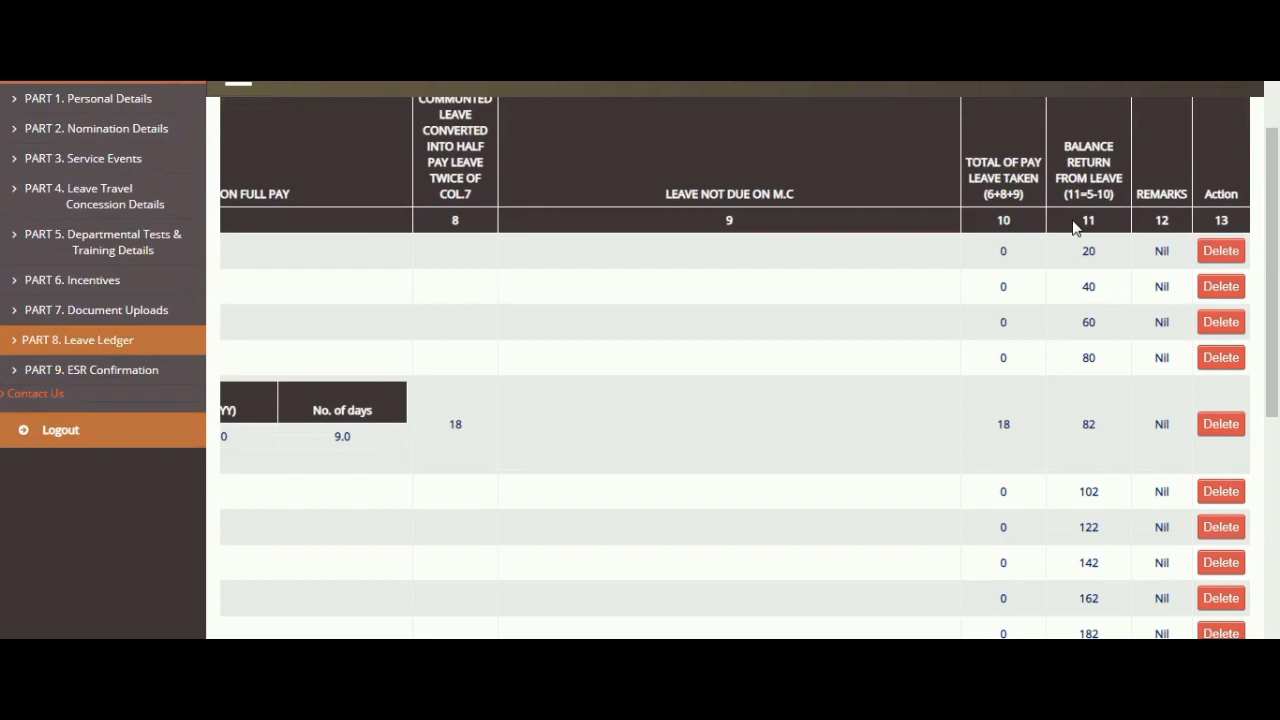 PART 1. Personal Details
PART 2. Nomination Details
PART 3. Service Events
PART 4. Leave Travel
Concession Details
PART 5. Departmental Tests &
Training Details
PART 6. Incentives
PART 7. Document Uploads
PART 8. Leave Ledger
PART 9. ESR Confirmation
Contact Us
Logout
ON FULL PAY
COMMUNTED
LEAVE
CONVERTED
INTO HALF
PAY LEAVE
TWICE OF
COL.7
LEAVE NOT DUE ON M.C
TOTAL OF PAY
LEAVE TAKEN
(6+8+9)
BALANCE
RETURN
FROM LEAVE
(11=5-10)
REMARKS
Action
8 9 10 11 12 13
0 20 Nil Delete
0 40 Nil Delete
0 60 Nil Delete
0 80 Nil Delete
YY) No. of days
0 9.0
18 18 82 Nil Delete
0 102 Nil Delete
0 122 Nil Delete
0 142 Nil Delete
0 162 Nil Delete
0 182 Nil Delete